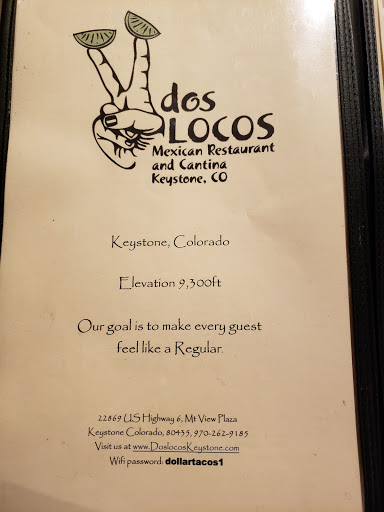 dos
LOCOS
Mexican Restaurant
and Cantina
Keystone, CO
Keystone, Colorado
Elevation 9,300ft
Our goal is to make every guest
feel like a Regular.
22869 US Highway 6, Mt View Plaza
Keystone Colorado, 80435, 970-262-9185
Visit us at www.DoslocosKeystone.com
Wifi password: dollartacos1